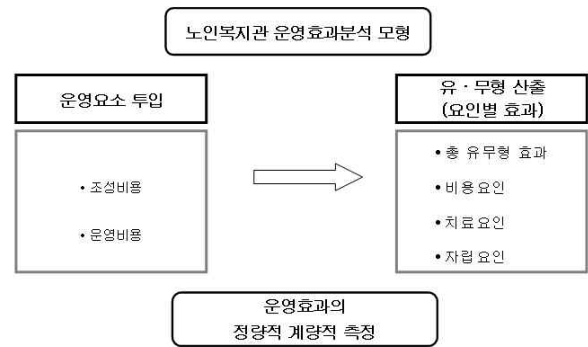 노인복지관 운영효과분석 모형
운영요소 투입
• 조성비용
• 운영비용
유 · 무형 산출
(요인별 효과)
• 총 유무형 효과
• 비용요인
• 치료요인
• 자립요인
운영효과의
정량적 계량적 측정